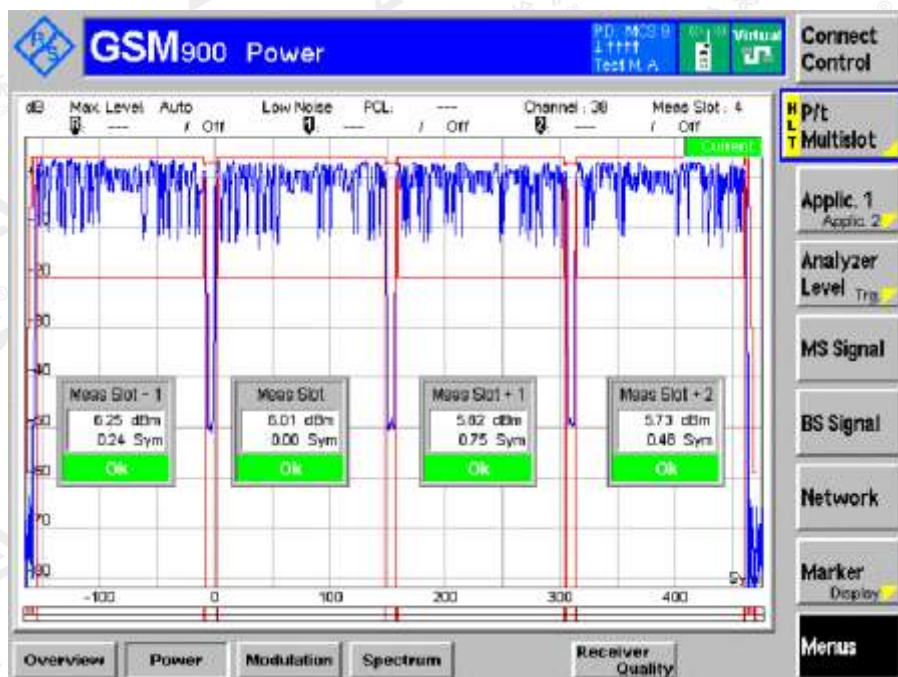 GSM900 Power
PD: MCS 9
Test M. A
Virtual
Connect
Control
dB Max. Level Auto Low Noise PCL: --- Channel : 38 Meas Slot : 4
--- / Off 1 --- / Off 2 --- / Off
Current
H
L
T
P/t
Multislot
Applic. 1
Applic. 2
Analyzer
Level Trg.
MS Signal
BS Signal
Network
Marker
Display
Menus
-20
-30
-40
-50
-60
-70
-80
Meas Slot - 1
6.25 dBm
0.24 Sym
Ok
Meas Slot
6.01 dBm
0.00 Sym
Ok
Meas Slot + 1
5.82 dBm
0.75 Sym
Ok
Meas Slot + 2
5.73 dBm
0.48 Sym
Ok
-100 0 100 200 300 400
Overview Power Modulation Spectrum Receiver
Quality